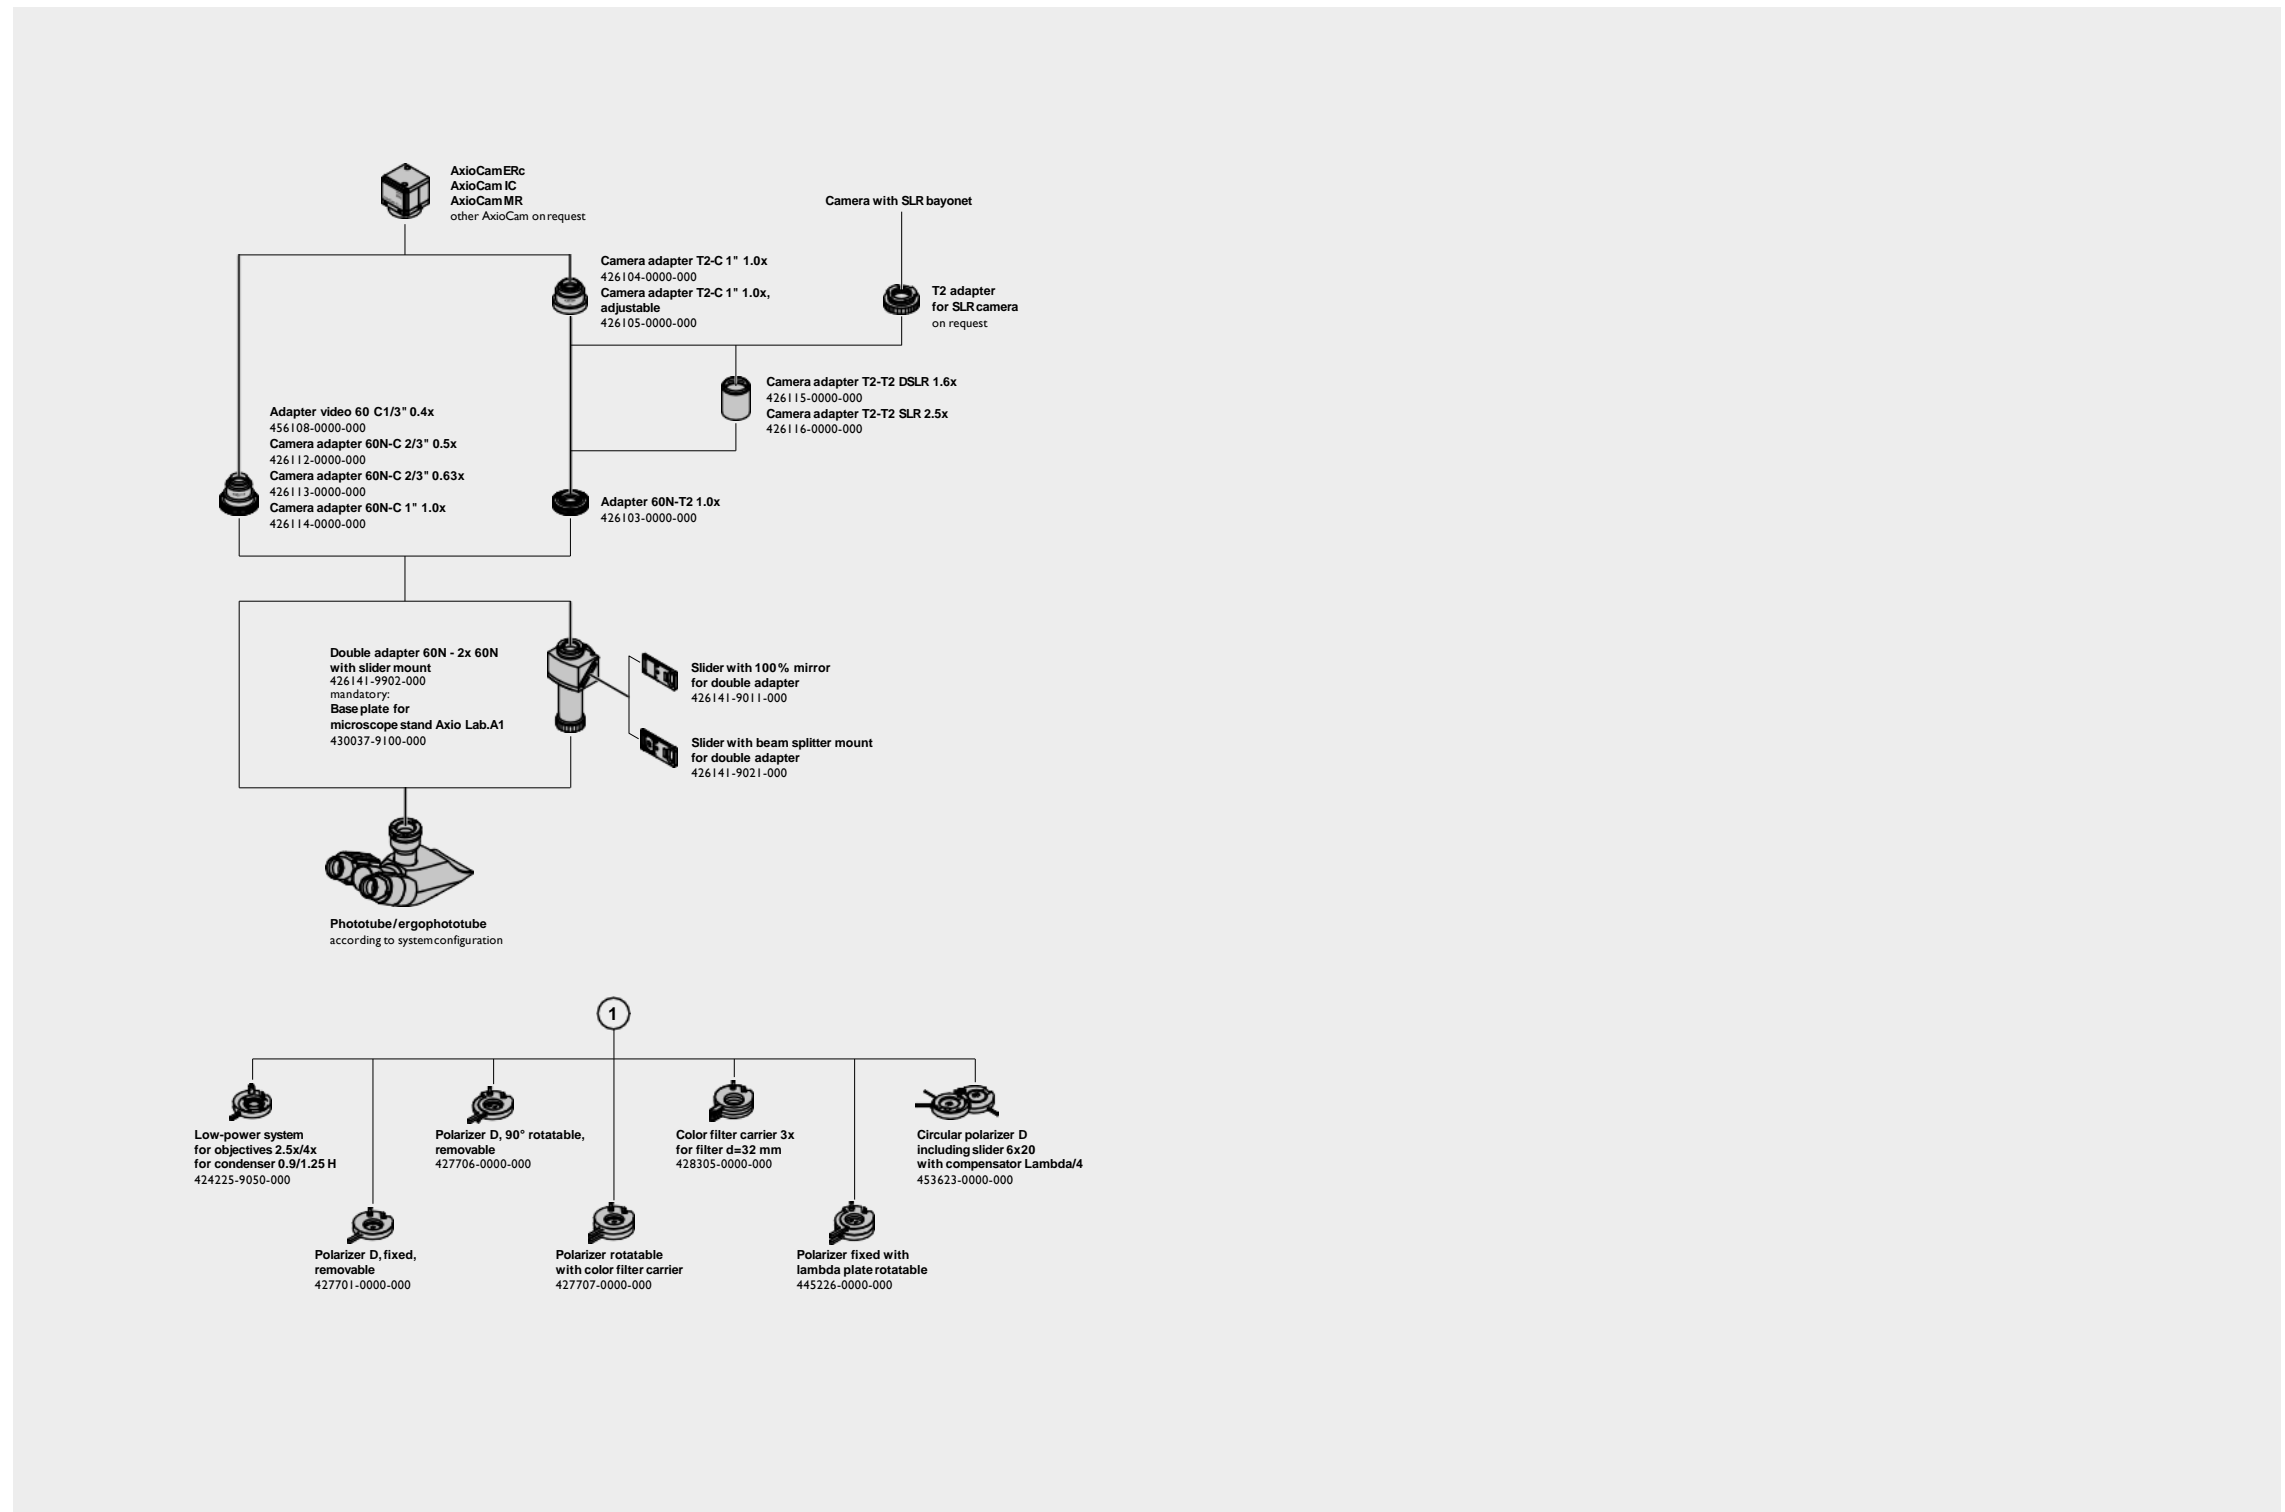 AxioCam ERc
AxioCam IC
AxioCam MR
other AxioCam on request
Camera with SLR bayonet
Camera adapter T2-C 1" 1.0x
426104-0000-000
Camera adapter T2-C 1" 1.0x,
adjustable
426105-0000-000
T2 adapter
for SLR camera
on request
Camera adapter T2-T2 DSLR 1.6x
426115-0000-000
Camera adapter T2-T2 SLR 2.5x
426116-0000-000
Adapter video 60 C1/3" 0.4x
456108-0000-000
Camera adapter 60N-C 2/3" 0.5x
426112-0000-000
Camera adapter 60N-C 2/3" 0.63x
426113-0000-000
Camera adapter 60N-C 1" 1.0x
426114-0000-000
Adapter 60N-T2 1.0x
426103-0000-000
Double adapter 60N - 2x 60N
with slider mount
426141-9902-000
mandatory:
Base plate for
microscope stand Axio Lab.A1
430037-9100-000
Slider with 100% mirror
for double adapter
426141-9011-000
Slider with beam splitter mount
for double adapter
426141-9021-000
Phototube/ergophototube
according to system configuration
1
Low-power system
for objectives 2.5x/4x
for condenser 0.9/1.25 H
424225-9050-000
Polarizer D, 90° rotatable,
removable
427706-0000-000
Color filter carrier 3x
for filter d=32 mm
428305-0000-000
Circular polarizer D
including slider 6x20
with compensator Lambda/4
453623-0000-000
Polarizer D, fixed,
removable
427701-0000-000
Polarizer rotatable
with color filter carrier
427707-0000-000
Polarizer fixed with
lambda plate rotatable
445226-0000-000